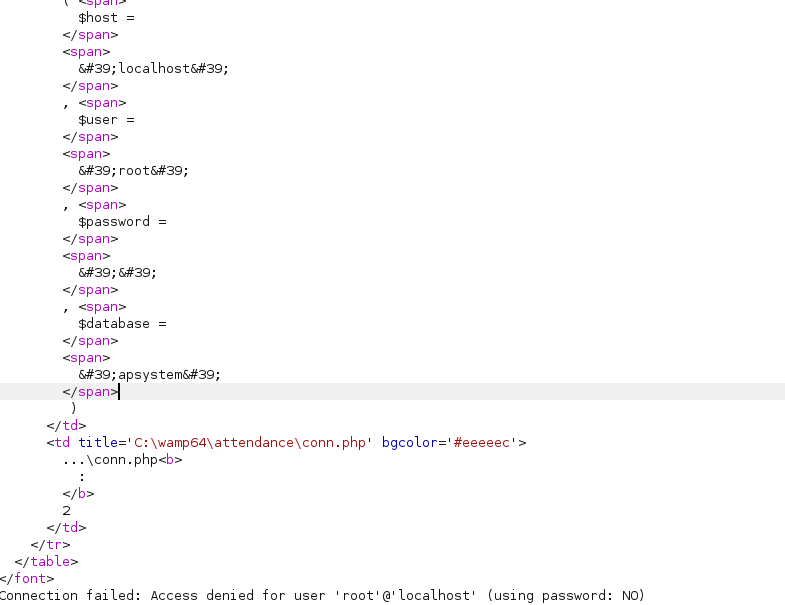 ( <span>
$host =
</span>
<span>
&#39;localhost&#39;
</span>
, <span>
$user =
</span>
<span>
&#39;root&#39;
</span>
, <span>
$password =
</span>
<span>
&#39;&#39;
</span>
, <span>
$database =
</span>
<span>
&#39;apsystem&#39;
</span>
)
</td>
<td title='C:\wamp64\attendance\conn.php' bgcolor='#eeeeec'>
...\conn.php<b>
:
</b>
2
</td>
</tr>
</table>
</font>
Connection failed: Access denied for user 'root'@'localhost' (using password: NO)